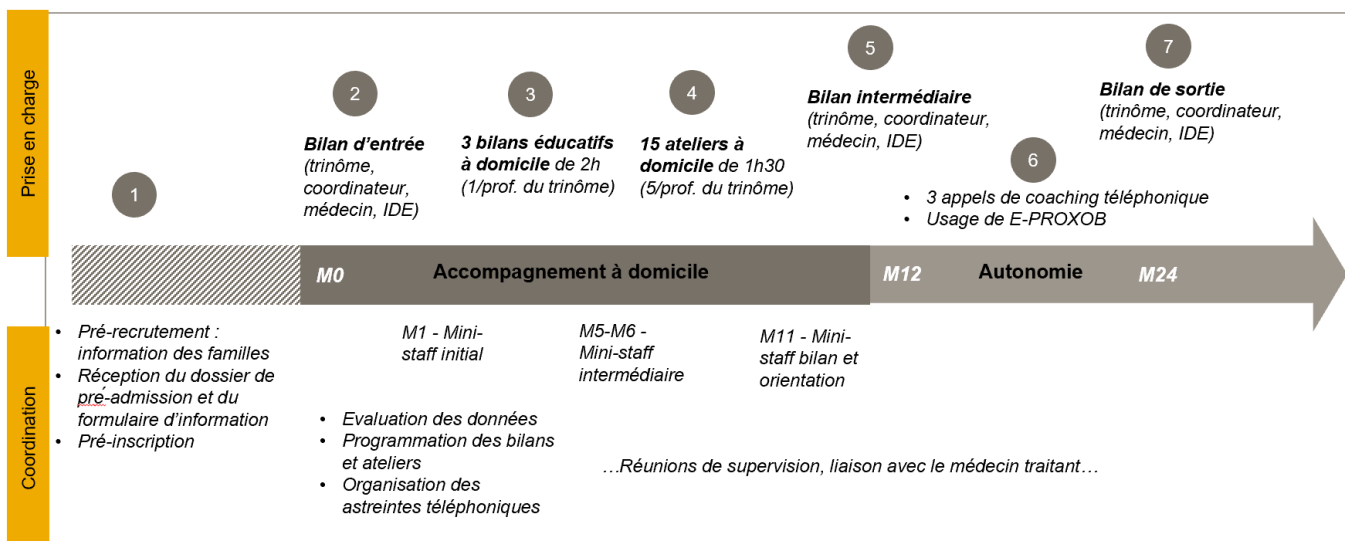 Prise en charge
1
2
Bilan d'entrée
(trinôme,
coordinateur,
médecin, IDE)
3
3 bilans éducatifs
à domicile de 2h
(1/prof. du trinôme)
4
15 ateliers à
domicile de 1h30
(5/prof. du trinôme)
5
Bilan intermédiaire
(trinôme, coordinateur,
médecin, IDE)
6
• 3 appels de coaching téléphonique
• Usage de E-PROXOB
7
Bilan de sortie
(trinôme, coordinateur,
médecin, IDE)
M0
Accompagnement à domicile
M12
Autonomie
M24
Coordination
• Pré-recrutement :
information des familles
• Réception du dossier de
pré-admission et du
formulaire d'information
• Pré-inscription
M1 - Mini-
staff initial
M5-M6 -
Mini-staff
intermédiaire
M11 - Mini-
staff bilan et
orientation
• Evaluation des données
• Programmation des bilans
et ateliers
• Organisation des
astreintes téléphoniques
…Réunions de supervision, liaison avec le médecin traitant…